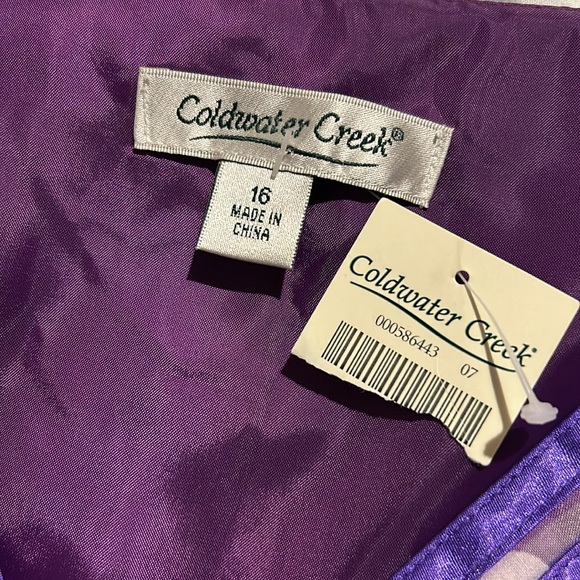 Coldwater Creek®
16
MADE IN
CHINA
Coldwater Creek®
000586443 07